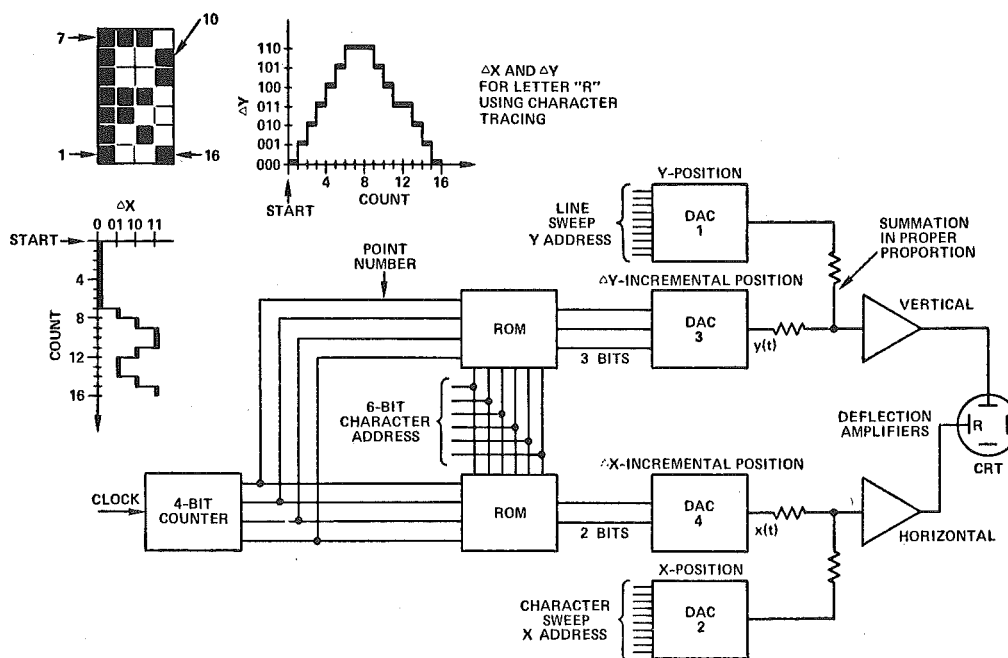 7
10
1
16
110
101
100
011
010
001
000
ΔY
4 8 12 16
COUNT
START
ΔX AND ΔY
FOR LETTER "R"
USING CHARACTER
TRACING
ΔX
0 01 10 11
START
4
8
12
16
COUNT
Y-POSITION
LINE
SWEEP
Y ADDRESS
DAC
1
SUMMATION
IN PROPER
PROPORTION
POINT
NUMBER
ΔY-INCREMENTAL POSITION
ROM
3 BITS
DAC
3
y(t)
VERTICAL
6-BIT
CHARACTER
ADDRESS
DEFLECTION
AMPLIFIERS
R
CRT
ΔX-INCREMENTAL POSITION
CLOCK
4-BIT
COUNTER
ROM
2 BITS
DAC
4
x(t)
HORIZONTAL
X-POSITION
CHARACTER
SWEEP
X ADDRESS
DAC
2